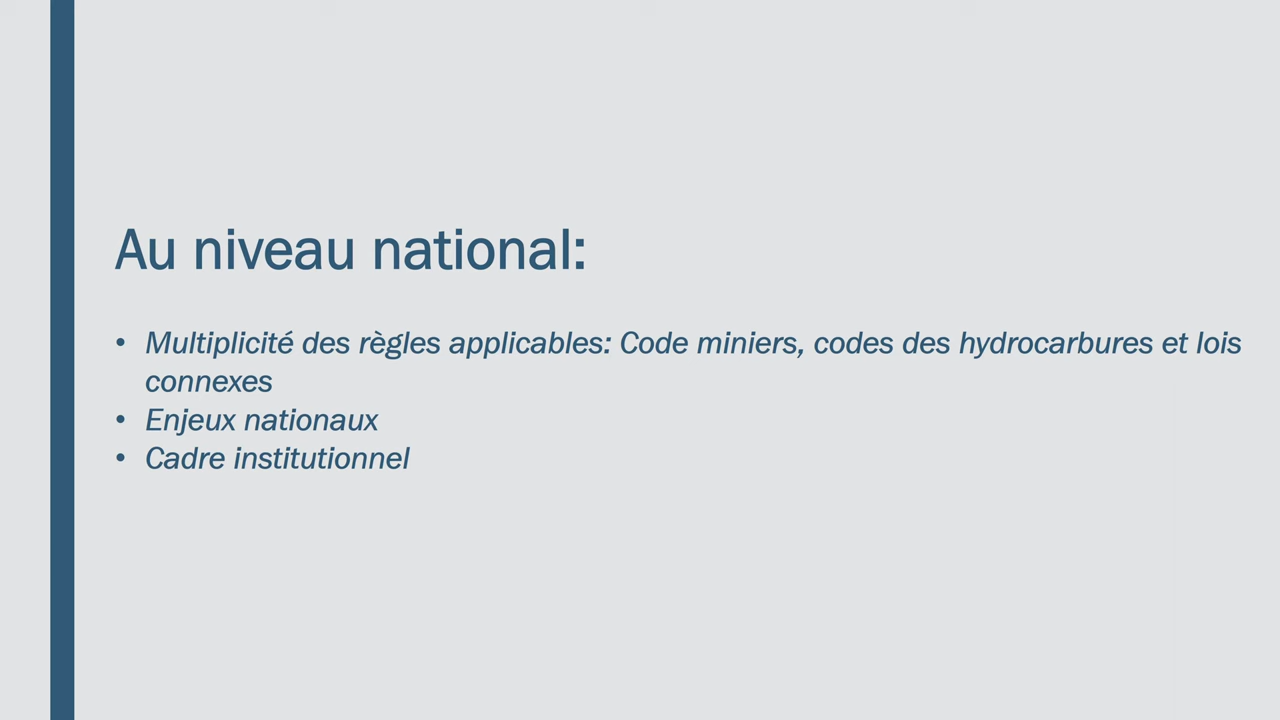 Au niveau national:
• Multiplicité des règles applicables: Code miniers, codes des hydrocarbures et lois
connexes
• Enjeux nationaux
• Cadre institutionnel